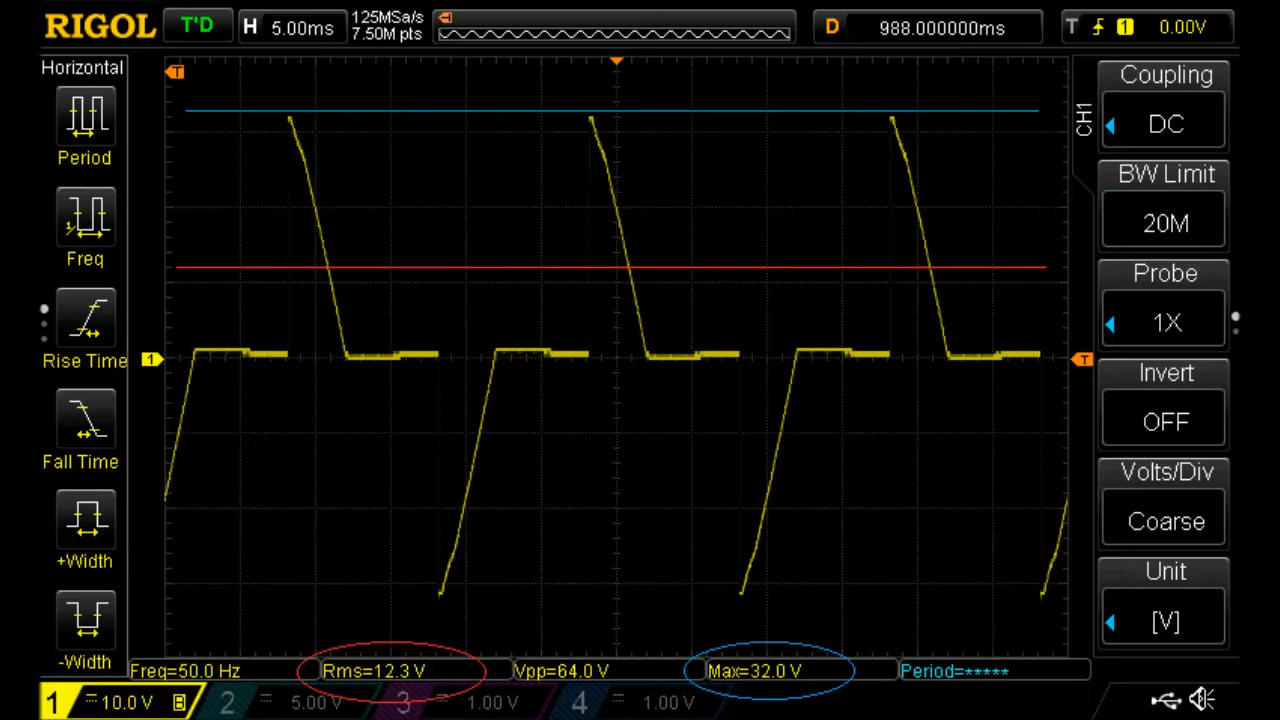 RIGOL T'D H 5.00ms 125MSa/s 7.50M pts D 988.000000ms T 1 0.00V
Horizontal
Period
Freq
Rise Time
Fall Time
+Width
-Width
T
T
1
CH1
Coupling
DC
BW Limit
20M
Probe
1X
Invert
OFF
Volts/Div
Coarse
Unit
[V]
Freq=50.0 Hz Rms=12.3 V Vpp=64.0 V Max=32.0 V Period=*****
1 = 10.0 V B 2 = 5.00 V 3 = 1.00 V 4 = 1.00 V